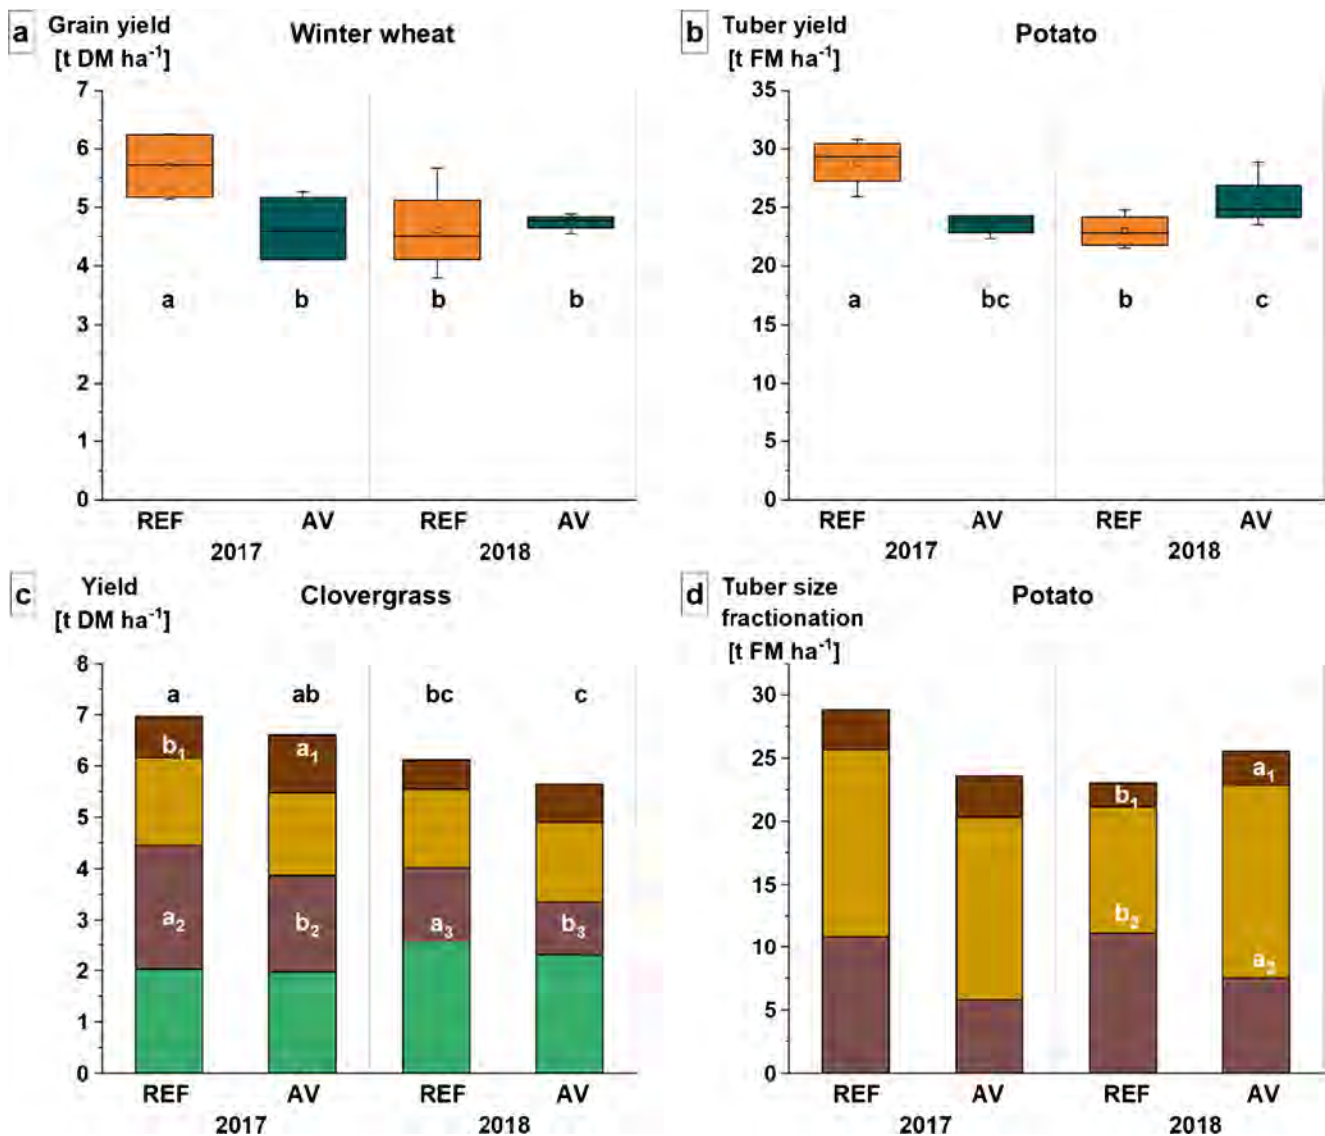 a Grain yield Winter wheat
[t DM ha⁻¹]
7
6
5
4
3
2
1
0
a b b b
REF AV REF AV
2017 2018
b Tuber yield Potato
[t FM ha⁻¹]
35
30
25
20
15
10
5
0
a bc b c
REF AV REF AV
2017 2018
c Yield Clovergrass
[t DM ha⁻¹]
8
7
6
5
4
3
2
1
0
a ab bc c
b₁ a₁
a₂ b₂ a₃ b₃
REF AV REF AV
2017 2018
d Tuber size Potato
fractionation
[t FM ha⁻¹]
30
25
20
15
10
5
0
b₁ a₁
b₂ a₂
REF AV REF AV
2017 2018